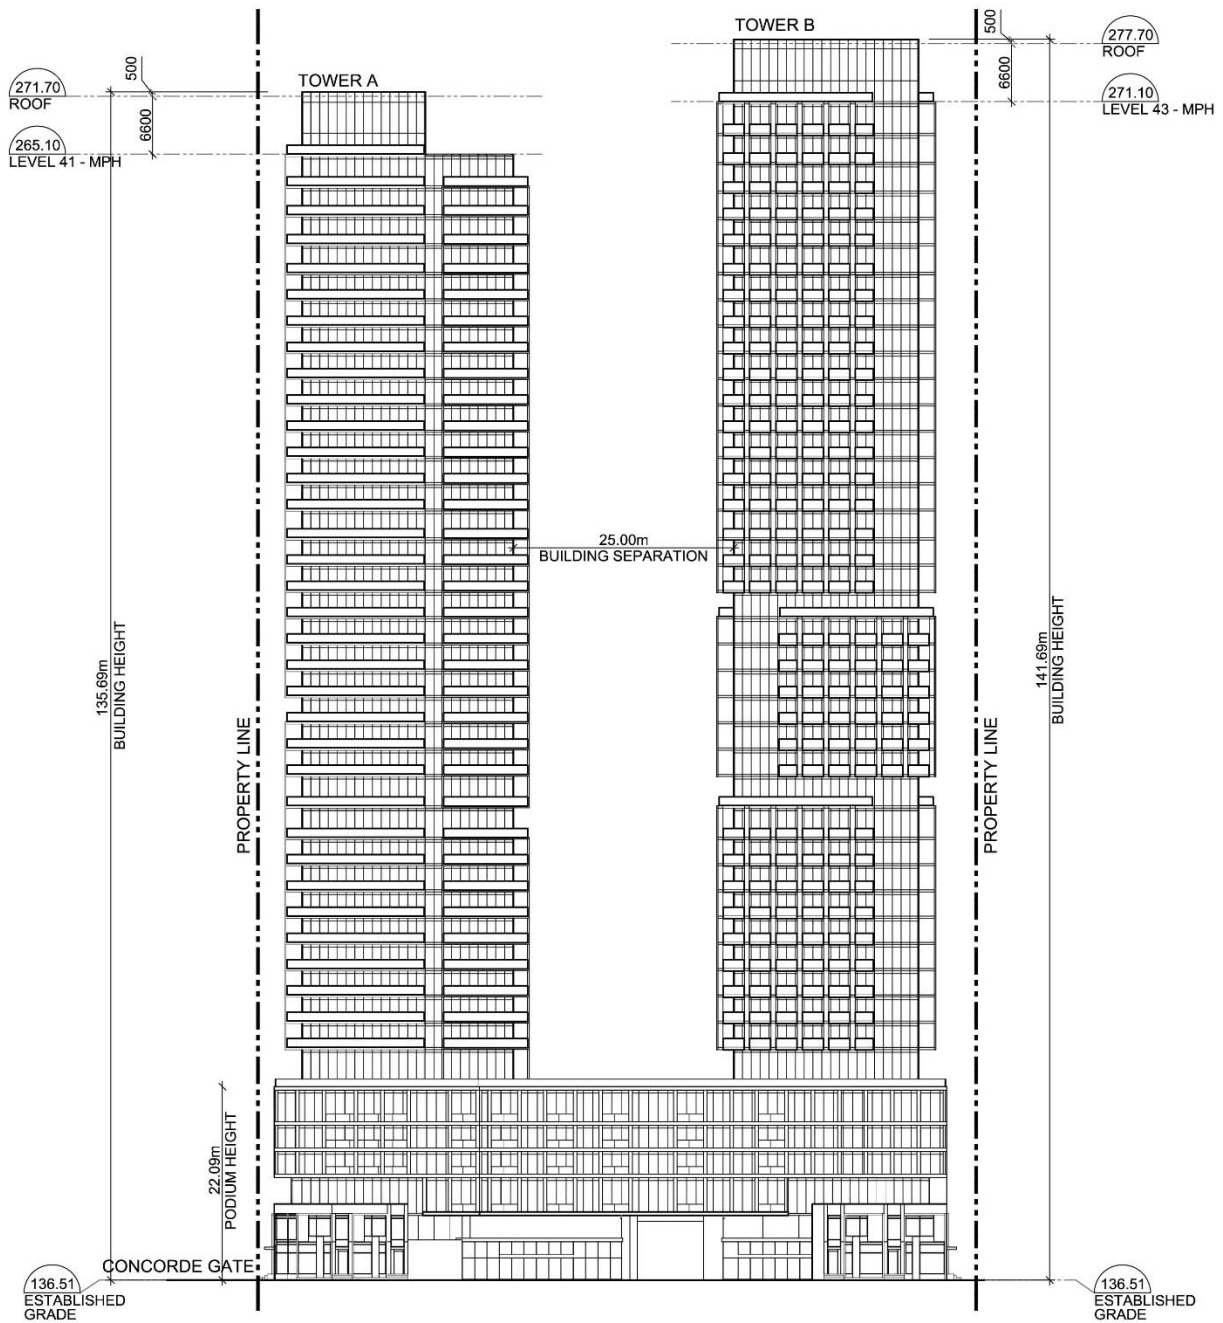 TOWER B
500
277.70
ROOF
6600
271.10
LEVEL 43 - MPH
500
TOWER A
271.70
ROOF
6600
265.10
LEVEL 41 - MPH
25.00m
BUILDING SEPARATION
135.69m
BUILDING HEIGHT
141.69m
BUILDING HEIGHT
PROPERTY LINE
PROPERTY LINE
22.09m
PODIUM HEIGHT
CONCORDE GATE
136.51
ESTABLISHED
GRADE
136.51
ESTABLISHED
GRADE